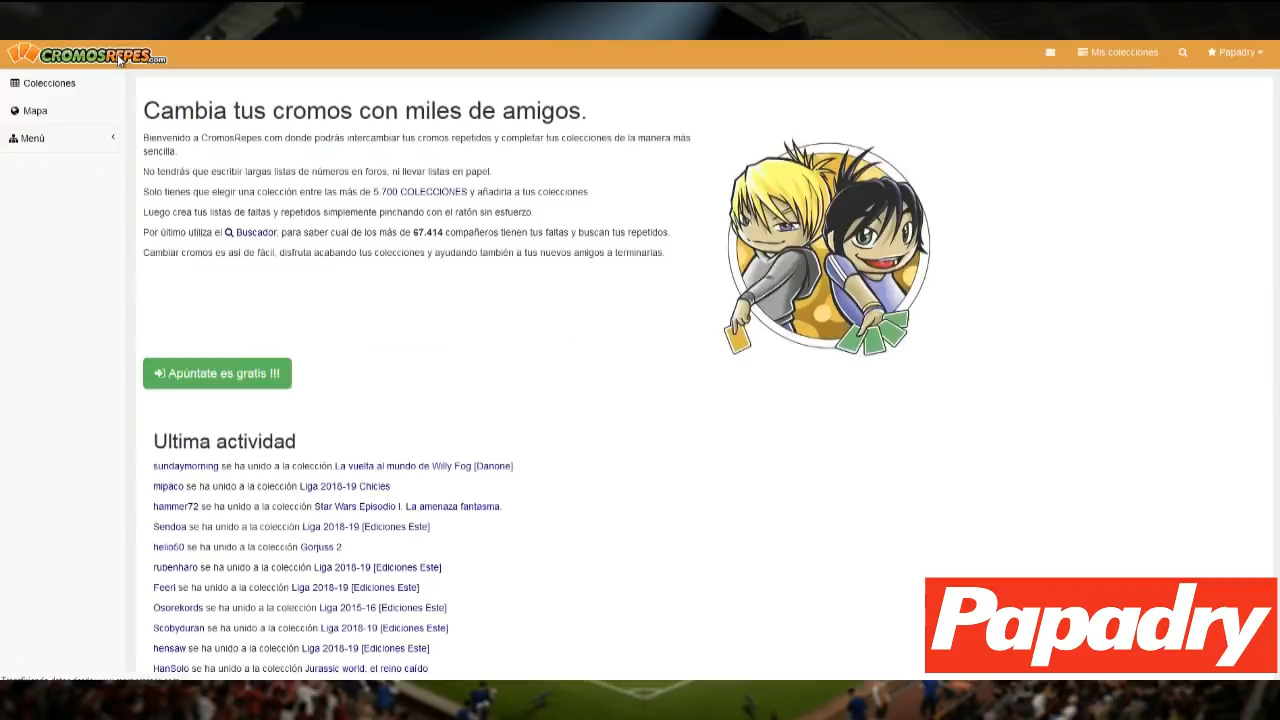 CROMOSREPES.com
Mis colecciones
Papadry
Colecciones
Mapa
Menú
Cambia tus cromos con miles de amigos.
Bienvenido a CromosRepes.com donde podrás intercambiar tus cromos repetidos y completar tus colecciones de la manera más
sencilla.
No tendrás que escribir largas listas de números en foros, ni llevar listas en papel.
Solo tienes que elegir una colección entre las más de 5.700 COLECCIONES y añadirla a tus colecciones
Luego crea tus listas de faltas y repetidos simplemente pinchando con el ratón sin esfuerzo.
Por último utiliza el Buscador, para saber cual de los más de 67.414 compañeros tienen tus faltas y buscan tus repetidos.
Cambiar cromos es asi de fácil, disfruta acabando tus colecciones y ayudando también a tus nuevos amigos a terminarlas.
Apúntate es gratis !!!
Ultima actividad
sundaymorning se ha unido a la colección La vuelta al mundo de Willy Fog [Danone]
mipaco se ha unido a la colección Liga 2018-19 Chicles
hammer72 se ha unido a la colección Star Wars Episodio I. La amenaza fantasma.
Sendoa se ha unido a la colección Liga 2018-19 [Ediciones Este]
helio60 se ha unido a la colección Gorjuss 2
rubenharo se ha unido a la colección Liga 2018-19 [Ediciones Este]
Feeri se ha unido a la colección Liga 2018-19 [Ediciones Este]
Osorekords se ha unido a la colección Liga 2015-16 [Ediciones Este]
Scobyduran se ha unido a la colección Liga 2018-19 [Ediciones Este]
hensaw se ha unido a la colección Liga 2018-19 [Ediciones Este]
HanSolo se ha unido a la colección Jurassic world: el reino caído
Papadry